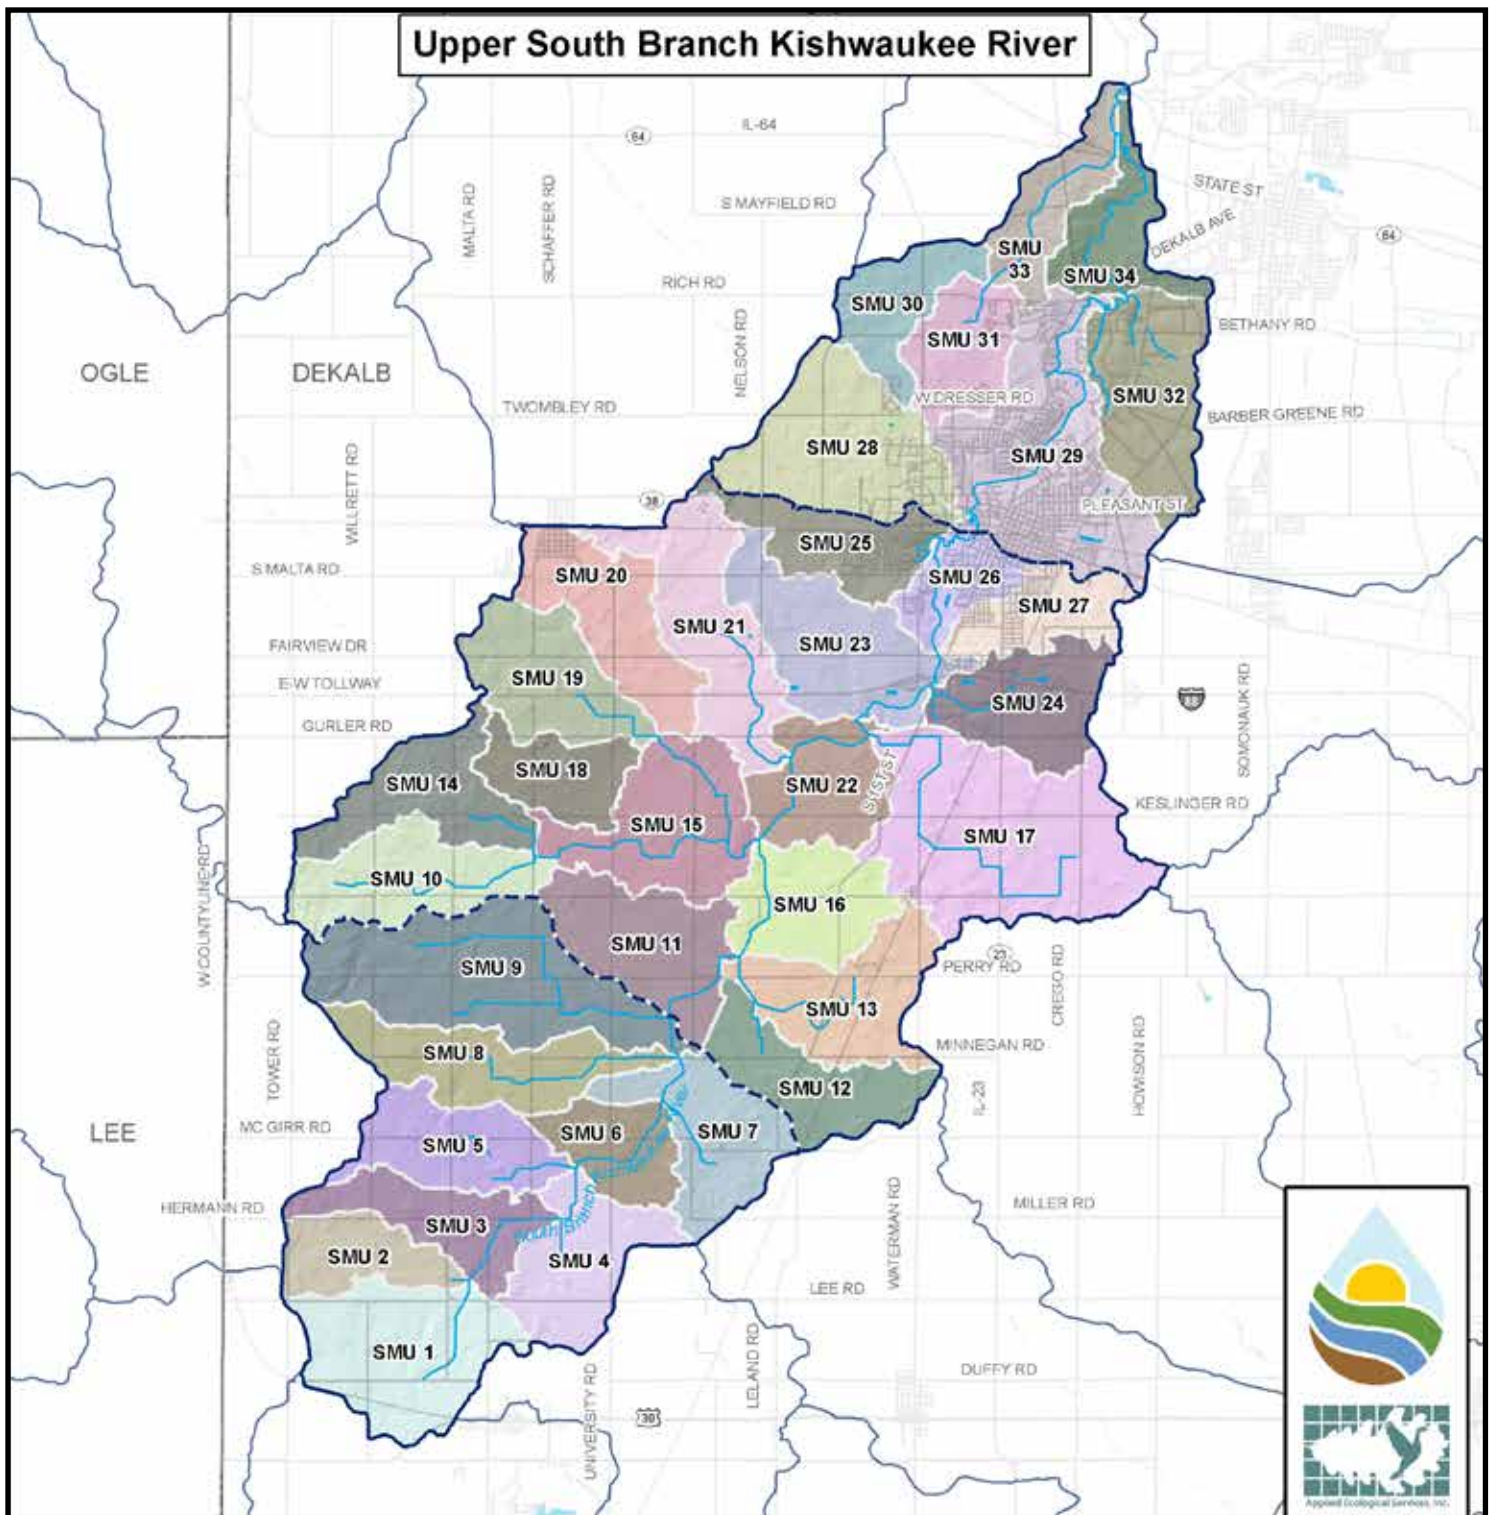 Upper South Branch Kishwaukee River
64
IL-64
MALTA RD
SCHAFFER RD
S MAYFIELD RD
STATE ST
DEKALB AVE
64
RICH RD
SMU
33
SMU 34
SMU 30
SMU 31
BETHANY RD
NELSON RD
OGLE
DEKALB
TWOMBLEY RD
W DRESSER RD
SMU 32
BARBER GREENE RD
SMU 28
SMU 29
WILLRETT RD
38
PLEASANT ST
SMU 25
S MALTA RD
SMU 20
SMU 26
SMU 27
SMU 21
SMU 23
FAIRVIEW DR
E-W TOLLWAY
SMU 19
SMU 24
SOMONAUK RD
GURLER RD
SMU 14
SMU 18
SMU 22
S 1ST ST
KESLINGER RD
SMU 15
SMU 17
W COUNTYLINE RD
SMU 10
SMU 16
SMU 11
SMU 9
PERRY RD
23
CREGO RD
SMU 13
TOWER RD
SMU 8
MINNEGAN RD
HOWISON RD
SMU 12
IL-23
LEE
MC GIRR RD
SMU 5
SMU 6
SMU 7
HERMANN RD
WATERMAN RD
MILLER RD
SMU 3
South Branch
SMU 2
SMU 4
LEE RD
SMU 1
LELAND RD
UNIVERSITY RD
DUFFY RD
30
Applied Ecological Services, Inc.